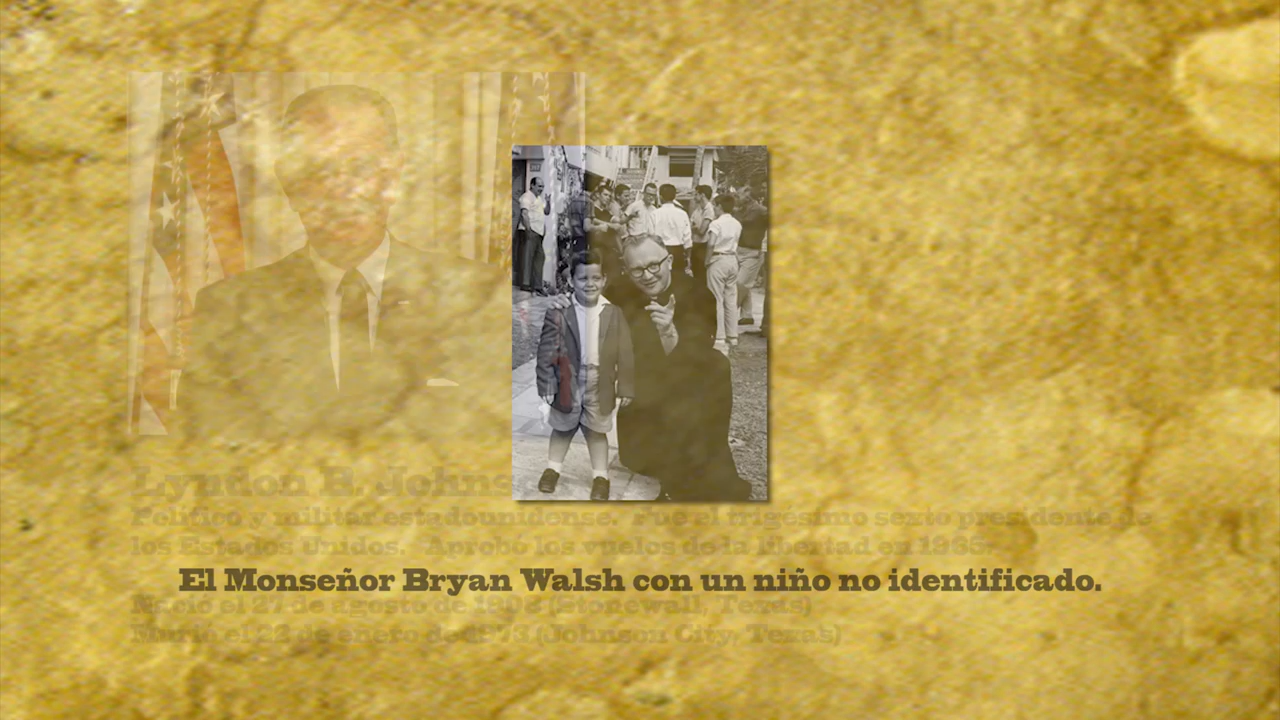 Lyndon B. Johns
Político y militar estadounidense. Fue el trigésimo sexto presidente de
los Estados Unidos. Aprobó los vuelos de la libertad en 1965.
El Monseñor Bryan Walsh con un niño no identificado.
Nació el 27 de agosto de 1908 (Stonewall, Texas)
Murió el 22 de enero de 1973 (Johnson City, Texas)